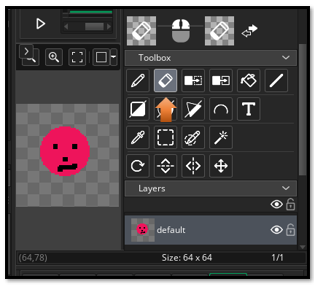 Toolbox
T
Layers
default
(64,78)
Size: 64 x 64
1/1